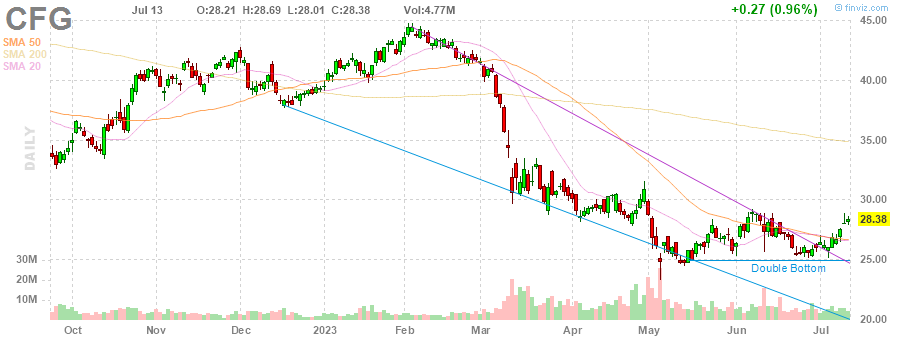 CFG Jul 13 O:28.21 H:28.69 L:28.01 C:28.38 Vol:4.77M +0.27 (0.96%) © finviz.com
SMA 50
SMA 200
SMA 20
DAILY
45.00
40.00
35.00
30.00
28.38
25.00
20.00
30M
20M
10M
Double Bottom
Oct Nov Dec 2023 Feb Mar Apr May Jun Jul